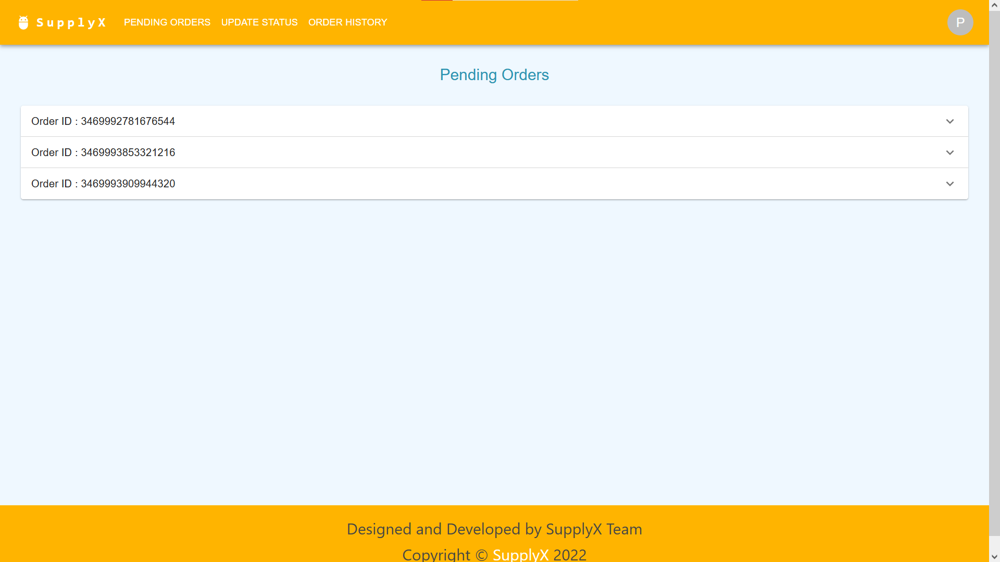 SupplyX PENDING ORDERS UPDATE STATUS ORDER HISTORY P
Pending Orders
Order ID : 3469992781676544
Order ID : 3469993853321216
Order ID : 3469993909944320
Designed and Developed by SupplyX Team
Copyright © SupplyX 2022